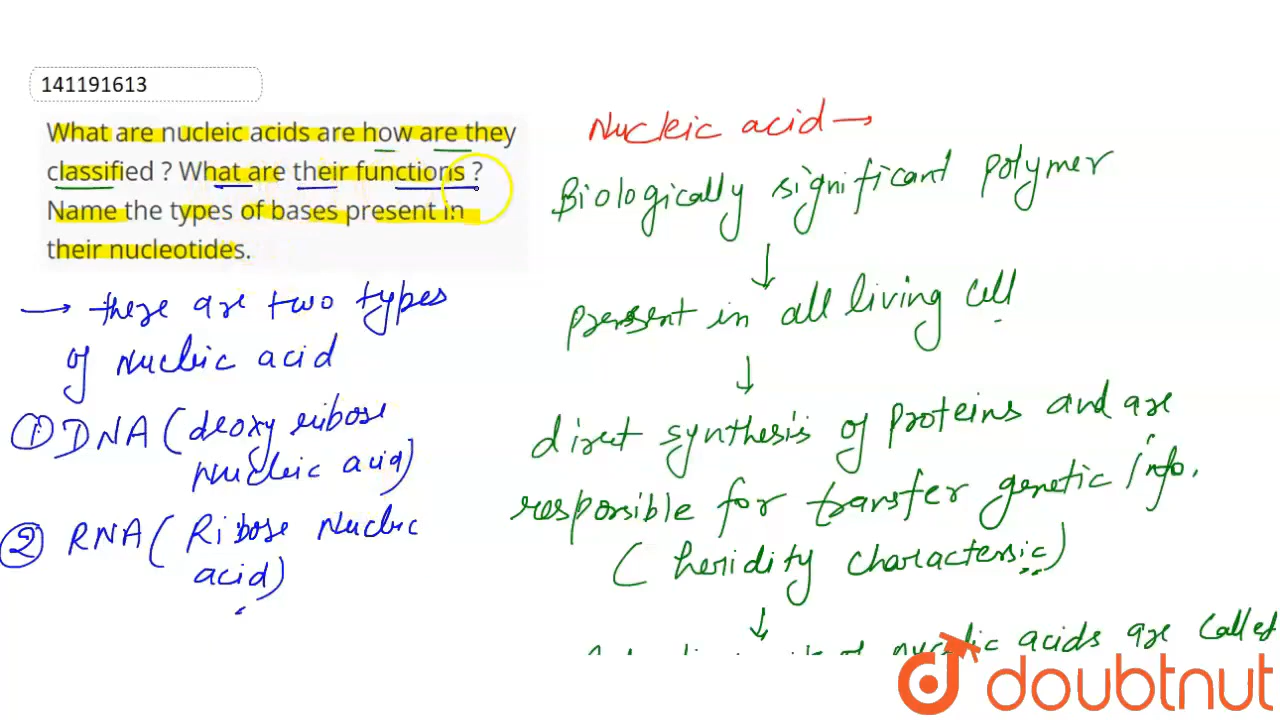 141191613
What are nucleic acids are how are they
classified ? What are their functions ?
Name the types of bases present in
their nucleotides.
→ there are two types
of Nucleic acid
① DNA ( deoxy ribose
Nucleic acid)
② RNA ( Ribose Nucleic
acid)
Nucleic acid →
Biologically significant polymer
↓
present in all living cell
↓
direct synthesis of proteins and are
responsible for transfer genetic info.
( heridity charactersic)
↓
of nucleic acids are called
doubtnut